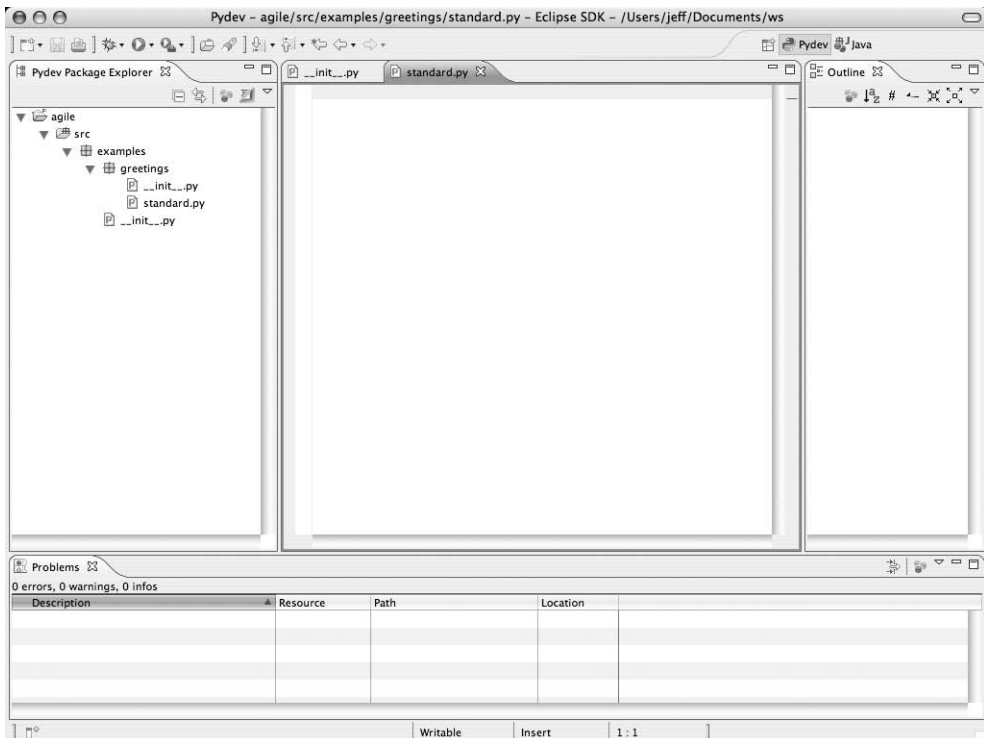 Pydev – agile/src/examples/greetings/standard.py – Eclipse SDK – /Users/jeff/Documents/ws
Pydev Java
Pydev Package Explorer
__init__.py standard.py
Outline
agile
src
examples
greetings
__init__.py
standard.py
__init__.py
Problems
0 errors, 0 warnings, 0 infos
Description Resource Path Location
Writable Insert 1 : 1